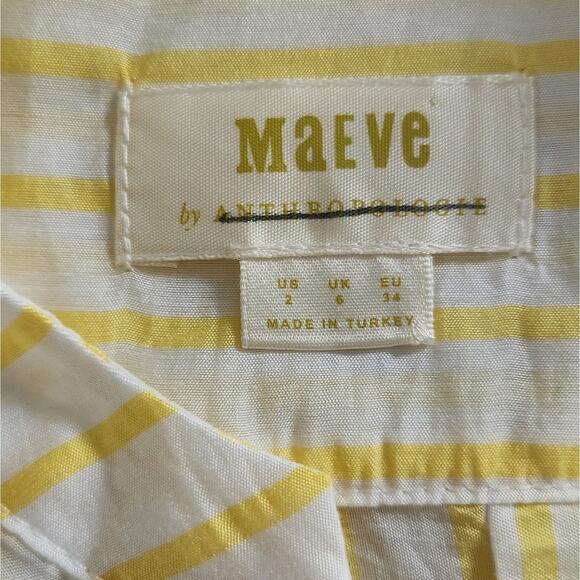 MaEve
by ANTHROPOLOGIE
US UK EU
2 6 34
MADE IN TURKEY